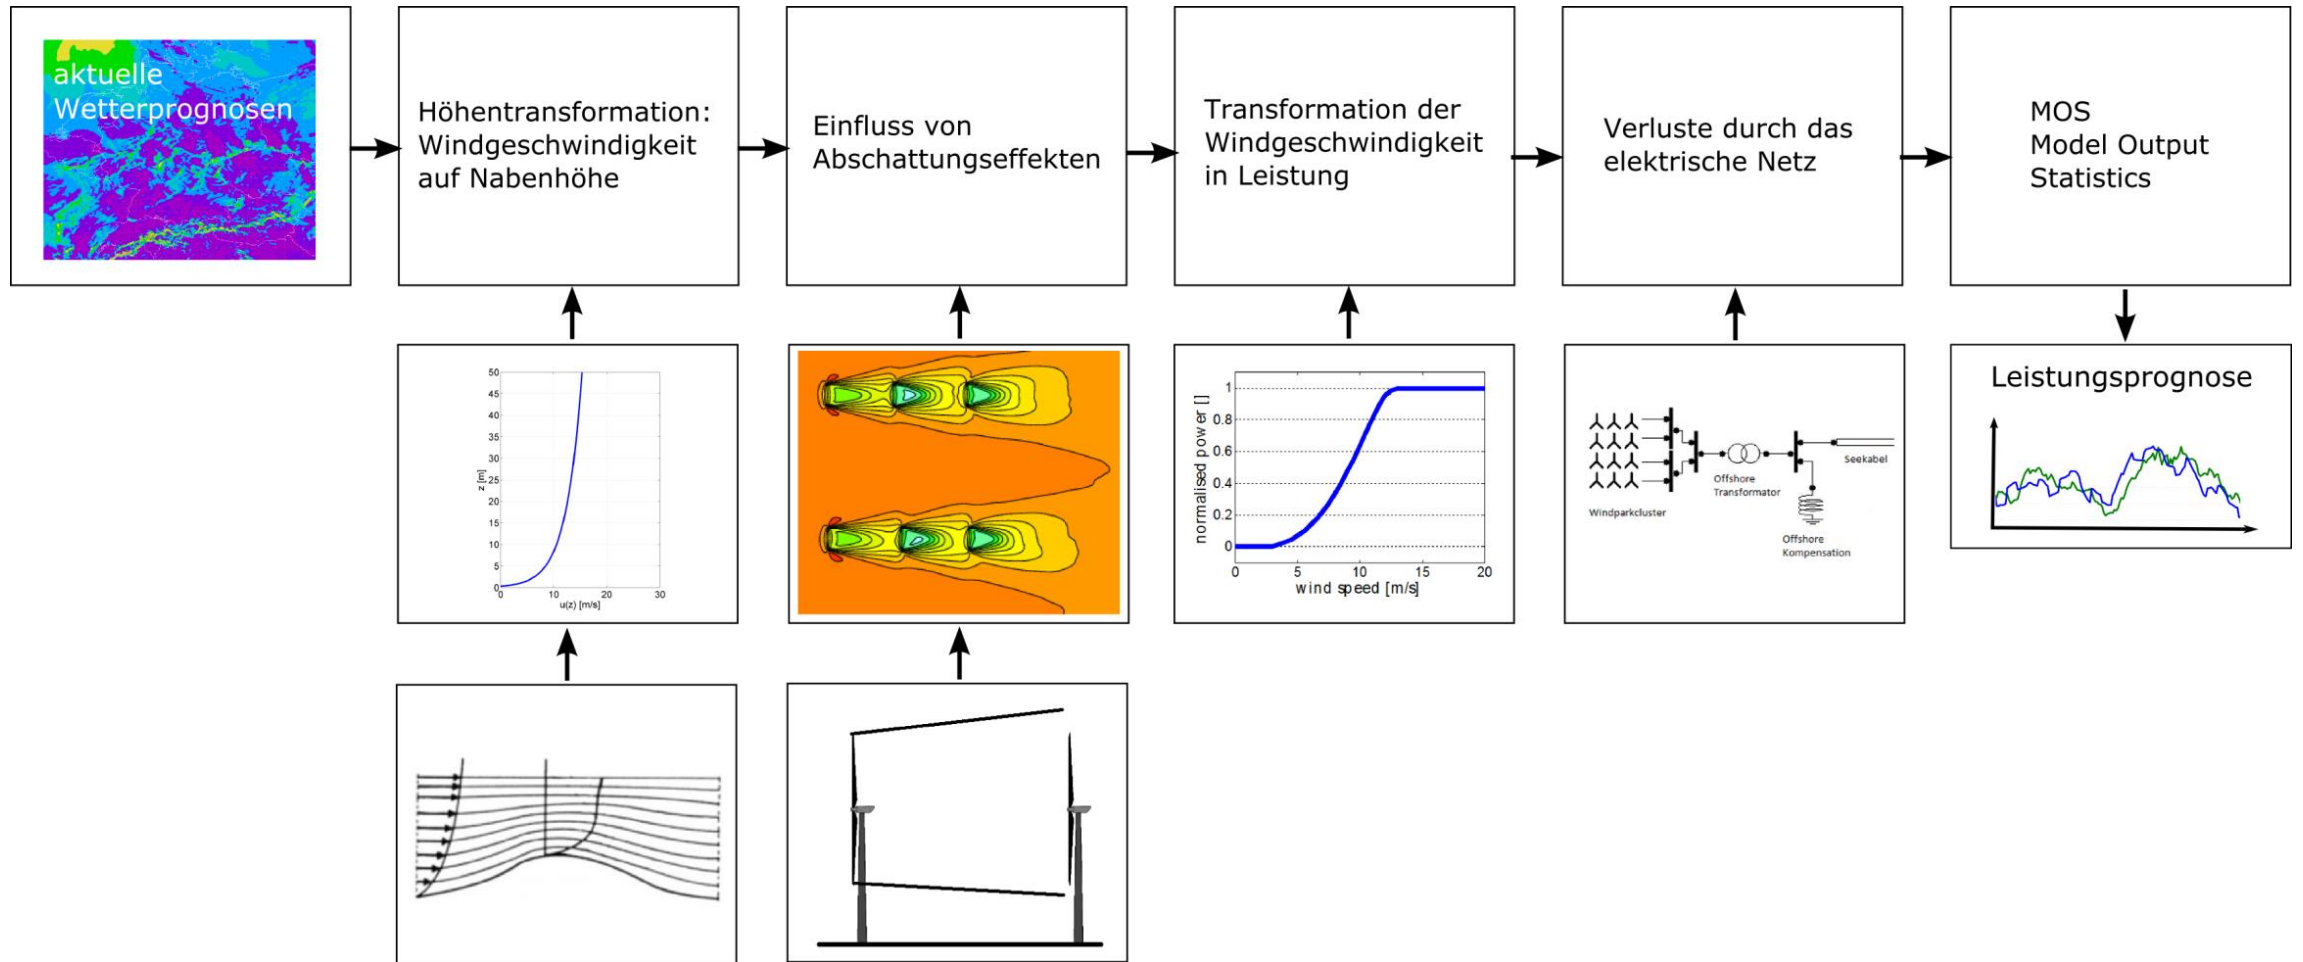 aktuelle
Wetterprognosen
Höhentransformation:
Windgeschwindigkeit
auf Nabenhöhe
Einfluss von
Abschattungseffekten
Transformation der
Windgeschwindigkeit
in Leistung
Verluste durch das
elektrische Netz
MOS
Model Output
Statistics
50
45
40
35
30
25
20
15
10
5
0
z [m]
0 10 20 30
u(z) [m/s]
1
0.8
0.6
0.4
0.2
0
normalised power []
0 5 10 15 20
wind speed [m/s]
Windparkcluster
Offshore
Transformator
Seekabel
Offshore
Kompensation
Leistungsprognose